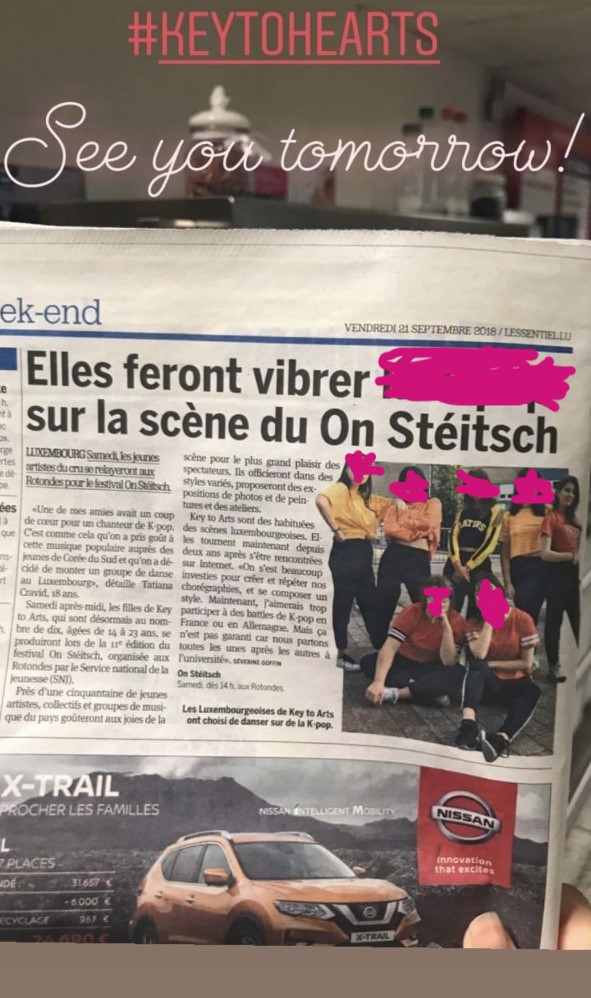 #KEYTOHEARTS
See you tomorrow!
ek-end
VENDREDI 21 SEPTEMBRE 2018 / LESSENTIEL.LU
Elles feront vibrer
sur la scène du On Stéitsch
LUXEMBOURG Samedi, les jeunes
artistes du cru se relayeront aux
Rotondes pour le festival On Stéitsch.
«Une de mes amies avait un coup
de cœur pour un chanteur de K-pop.
C'est comme cela qu'on a pris goût à
cette musique populaire auprès des
jeunes de Corée du Sud et qu'on a dé-
cidé de monter un groupe de danse
au Luxembourg», détaille Tatiana
Cravid, 18 ans.
Samedi après-midi, les filles de Key
to Arts, qui sont désormais au nom-
bre de dix, âgées de 14 à 23 ans, se
produiront lors de la 11e édition du
festival On Stéitsch, organisée aux
Rotondes par le Service national de la
jeunesse (SNJ).
Près d'une cinquantaine de jeunes
artistes, collectifs et groupes de musi-
que du pays goûteront aux joies de la
scène pour le plus grand plaisir des
spectateurs. Ils officieront dans des
styles variés, proposeront des ex-
positions de photos et de pein-
tures et des ateliers.
Key to Arts sont des habituées
des scènes luxembourgeoises. El-
les tournent maintenant depuis
deux ans après s'être rencontrées
sur Internet. «On s'est beaucoup
investies pour créer et répéter nos
chorégraphies, et se composer un
style. Maintenant, j'aimerais trop
participer à des battles de K-pop en
France ou en Allemagne. Mais ça
n'est pas garanti car nous partons
toutes les unes après les autres à
l'université». SÉVERINE GOFFIN
On Stéitsch
Samedi, dès 14 h, aux Rotondes.
Les Luxembourgeoises de Key to Arts
ont choisi de danser sur de la K-pop.
X-TRAIL
PROCHER LES FAMILLES
NISSAN INTELLIGENT MOBILITY
NISSAN
Innovation
that excites
7 PLACES
31 657 €
-6 000 €
ECYCLAGE 967 €
X-TRAIL